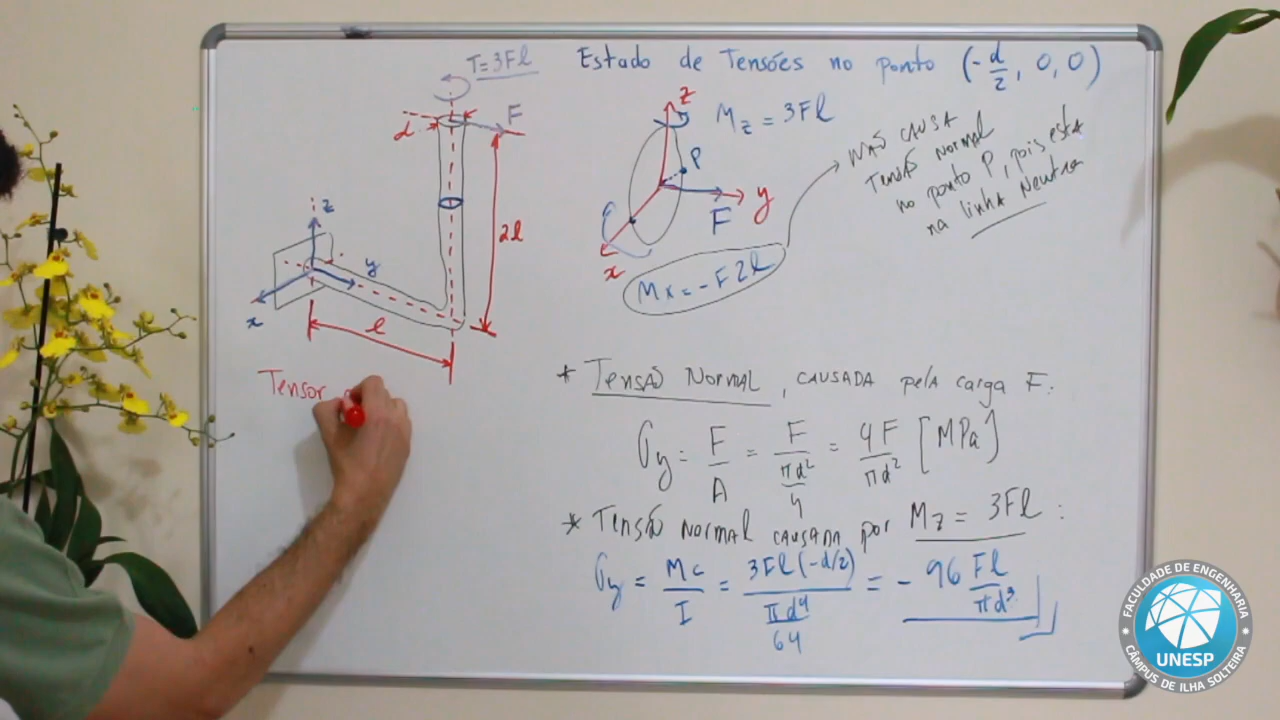 Estado de Tensões no ponto (-d/2, 0, 0)
T=3Fl
F
d
2l
z
y
x
l
z
Mz = 3Fl
P
F
y
x
Mx = -F2l
NÃO CAUSA
TENSÃO NORMAL
no ponto P, pois está
na linha Neutra
Tensor
* TENSÃO NORMAL, CAUSADA pela carga F:
σy = F/A = F/(πd²/4) = 4F/πd² [MPa]
* TENSÃO NORMAL CAUSADA por Mz = 3Fl :
σy = Mc/I = 3Fl(-d/2)/(πd⁴/64) = - 96 Fl/πd³
FACULDADE DE ENGENHARIA
UNESP
CÂMPUS DE ILHA SOLTEIRA